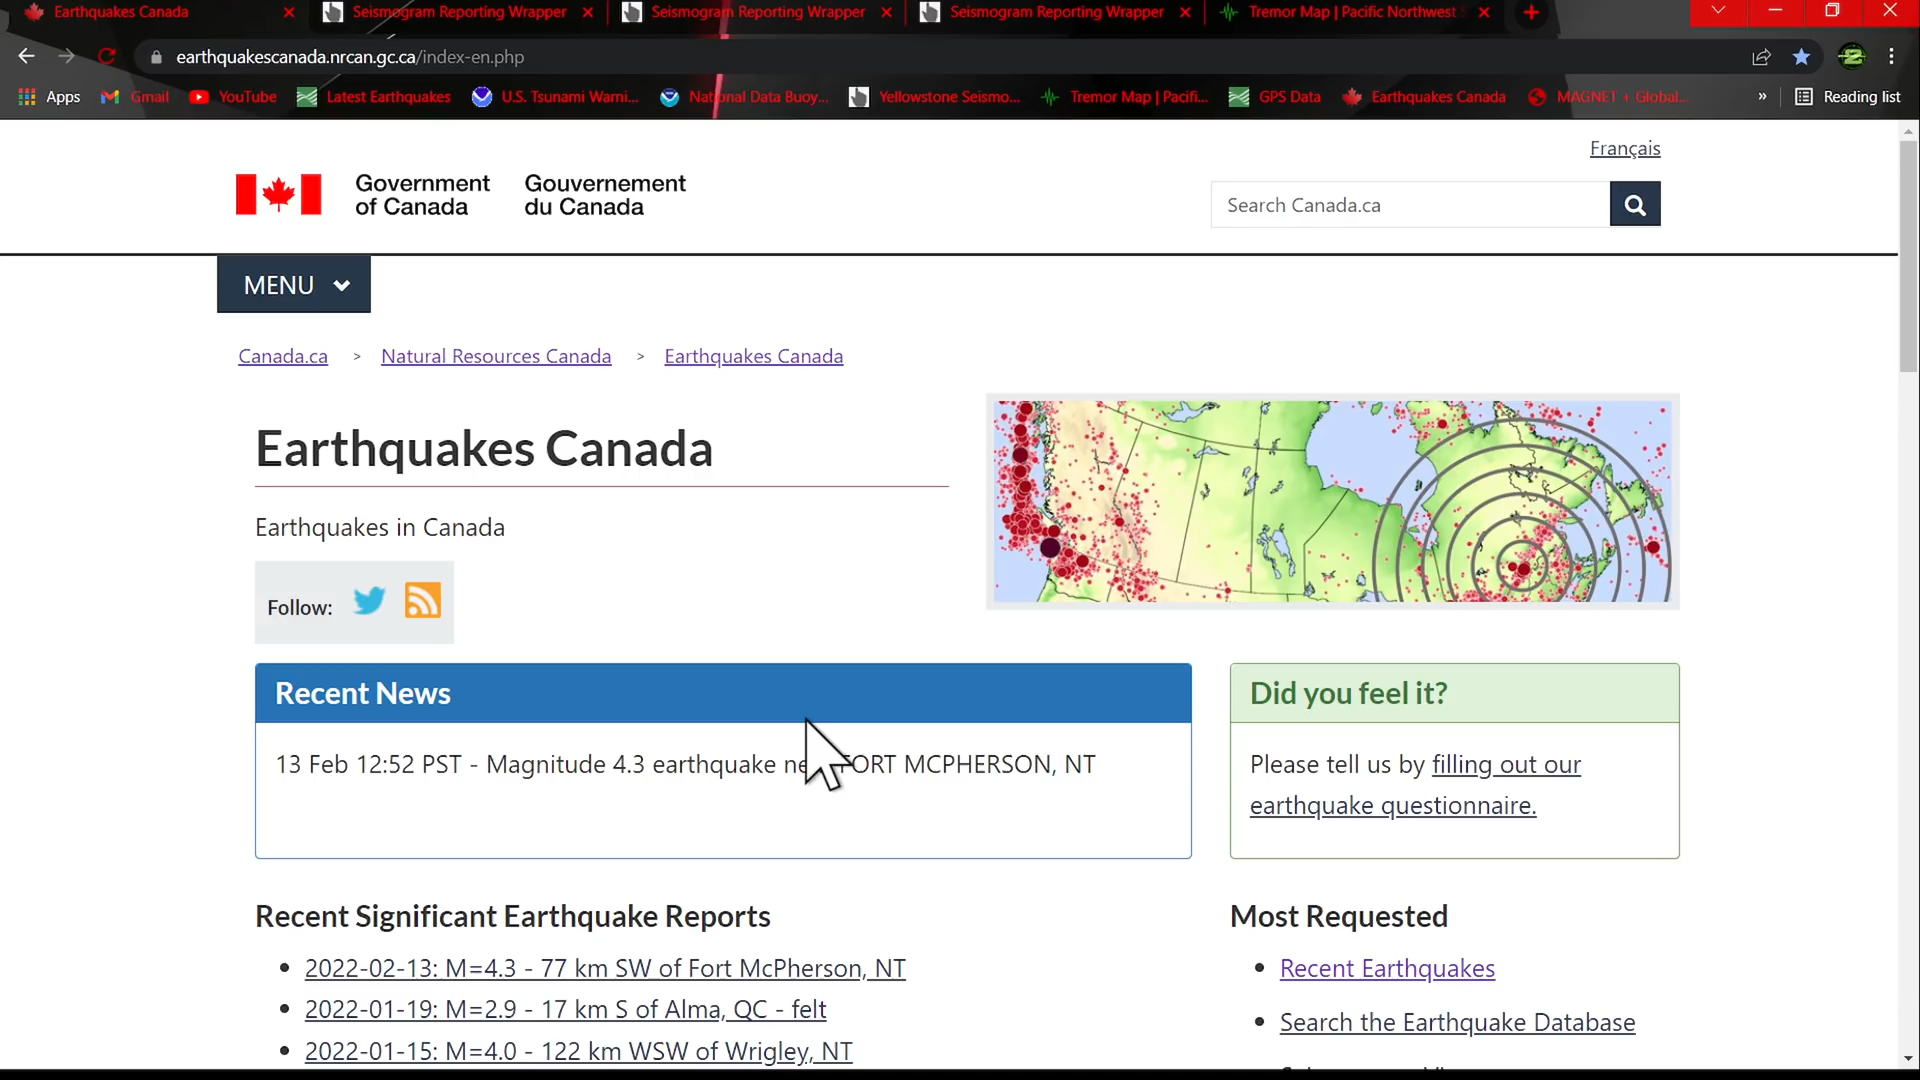 Earthquakes Canada
Seismogram Reporting Wrapper
Seismogram Reporting Wrapper
Seismogram Reporting Wrapper
Tremor Map | Pacific Northwest
earthquakescanada.nrcan.gc.ca/index-en.php
Apps
Gmail
YouTube
Latest Earthquakes
U.S. Tsunami Warni...
National Data Buoy...
Yellowstone Seismo...
Tremor Map | Pacifi...
GPS Data
Earthquakes Canada
MAGNET + Global...
»
Reading list
Français
Government
of Canada
Gouvernement
du Canada
Search Canada.ca
MENU
Canada.ca > Natural Resources Canada > Earthquakes Canada
Earthquakes Canada
Earthquakes in Canada
Follow:
Recent News
13 Feb 12:52 PST - Magnitude 4.3 earthquake FORT MCPHERSON, NT
Did you feel it?
Please tell us by filling out our
earthquake questionnaire.
Recent Significant Earthquake Reports
2022-02-13: M=4.3 - 77 km SW of Fort McPherson, NT
2022-01-19: M=2.9 - 17 km S of Alma, QC - felt
2022-01-15: M=4.0 - 122 km WSW of Wrigley, NT
Most Requested
Recent Earthquakes
Search the Earthquake Database